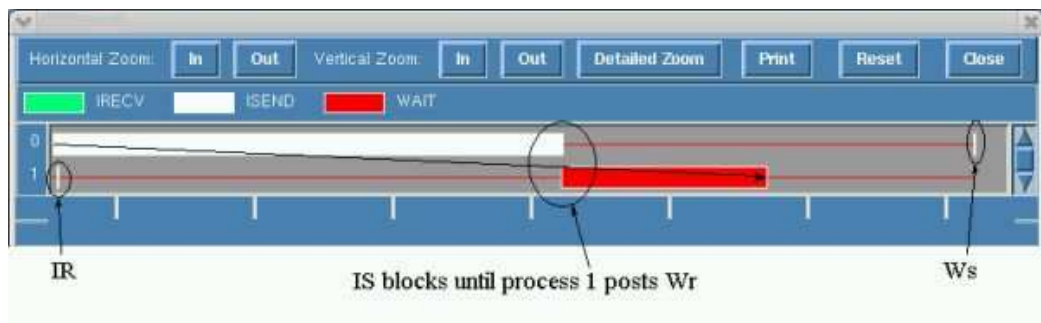 Horizontal Zoom: In Out Vertical Zoom: In Out Detailed Zoom Print Reset Close
IRECV ISEND WAIT
0
1
IR IS blocks until process 1 posts Wr Ws